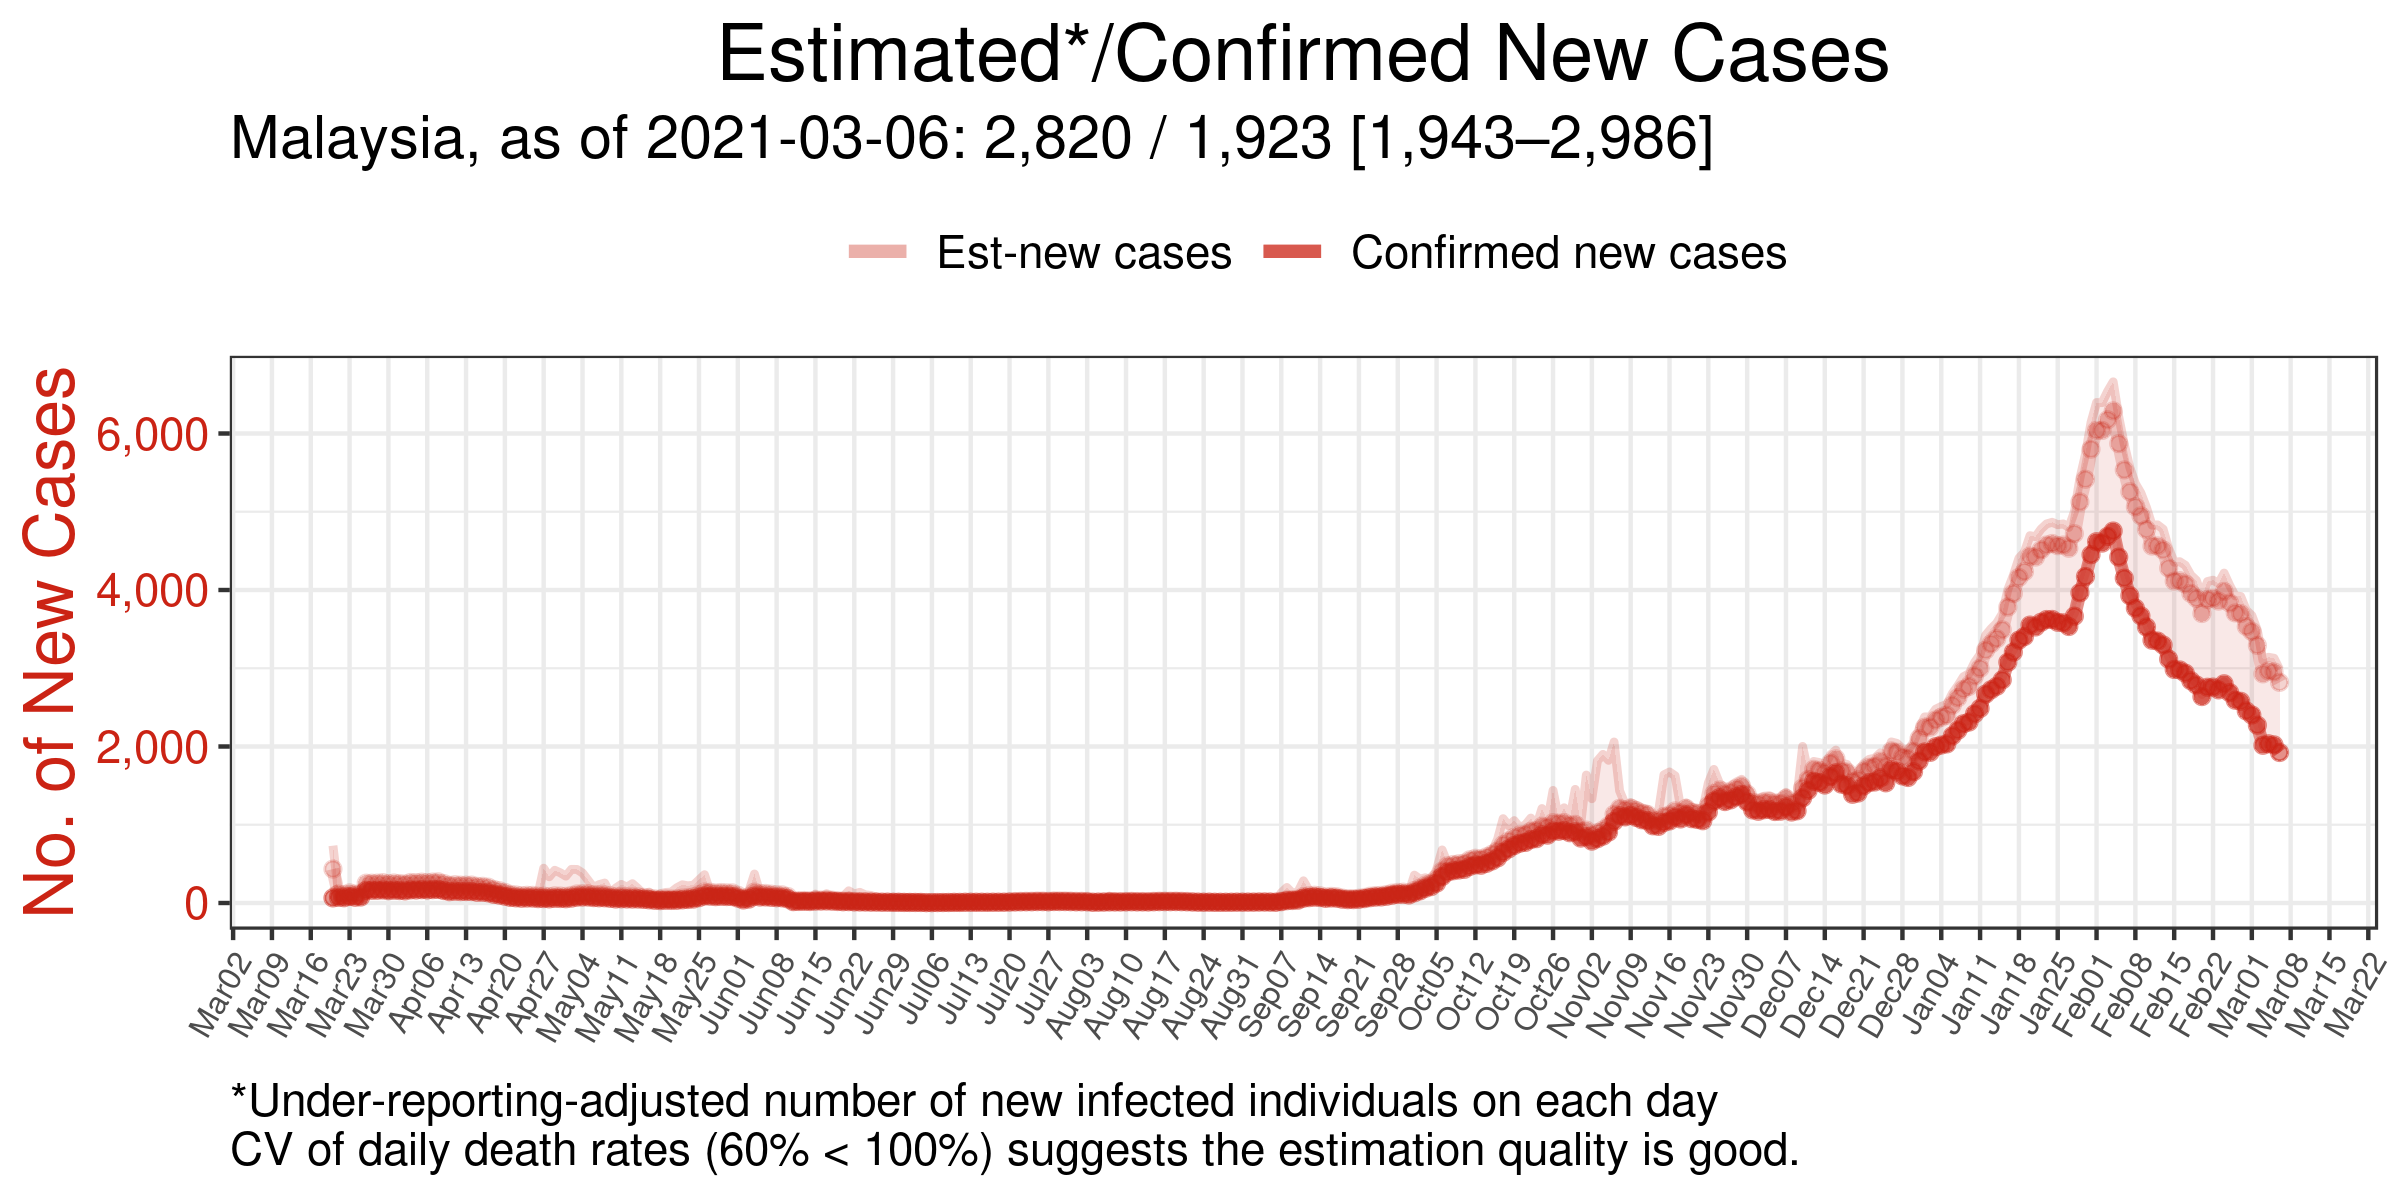 Estimated*/Confirmed New Cases
Malaysia, as of 2021-03-06: 2,820 / 1,923 [1,943–2,986]
Est-new cases Confirmed new cases
No. of New Cases
6,000
4,000
2,000
0
Mar02 Mar09 Mar16 Mar23 Mar30 Apr06 Apr13 Apr20 Apr27 May04 May11 May18 May25 Jun01 Jun08 Jun15 Jun22 Jun29 Jul06 Jul13 Jul20 Jul27 Aug03 Aug10 Aug17 Aug24 Aug31 Sep07 Sep14 Sep21 Sep28 Oct05 Oct12 Oct19 Oct26 Nov02 Nov09 Nov16 Nov23 Nov30 Dec07 Dec14 Dec21 Dec28 Jan04 Jan11 Jan18 Jan25 Feb01 Feb08 Feb15 Feb22 Mar01 Mar08 Mar15 Mar22
*Under-reporting-adjusted number of new infected individuals on each day
CV of daily death rates (60% < 100%) suggests the estimation quality is good.